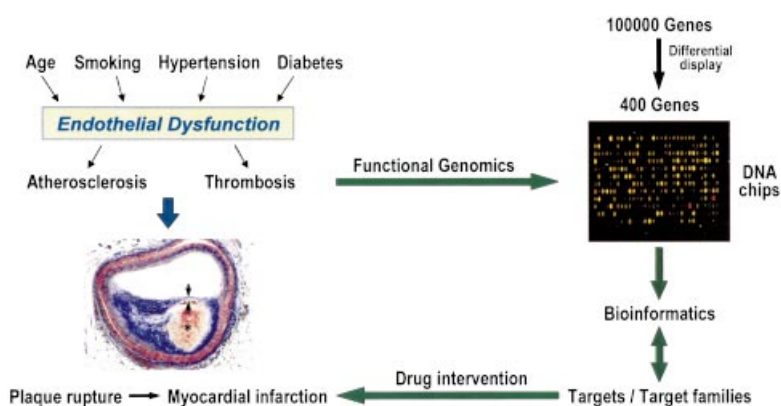 Age Smoking Hypertension Diabetes
Endothelial Dysfunction
Atherosclerosis Thrombosis
Functional Genomics
100000 Genes
Differential
display
400 Genes
DNA
chips
Bioinformatics
Targets / Target families
Drug intervention
Plaque rupture Myocardial infarction